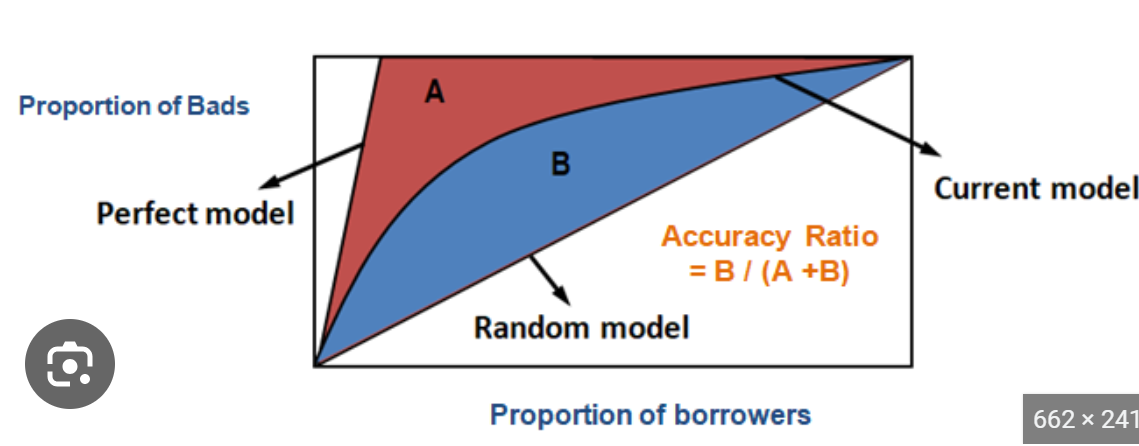 A
Proportion of Bads
B
Perfect model
Current model
Accuracy Ratio
= B / (A +B)
Random model
Proportion of borrowers
662 × 241